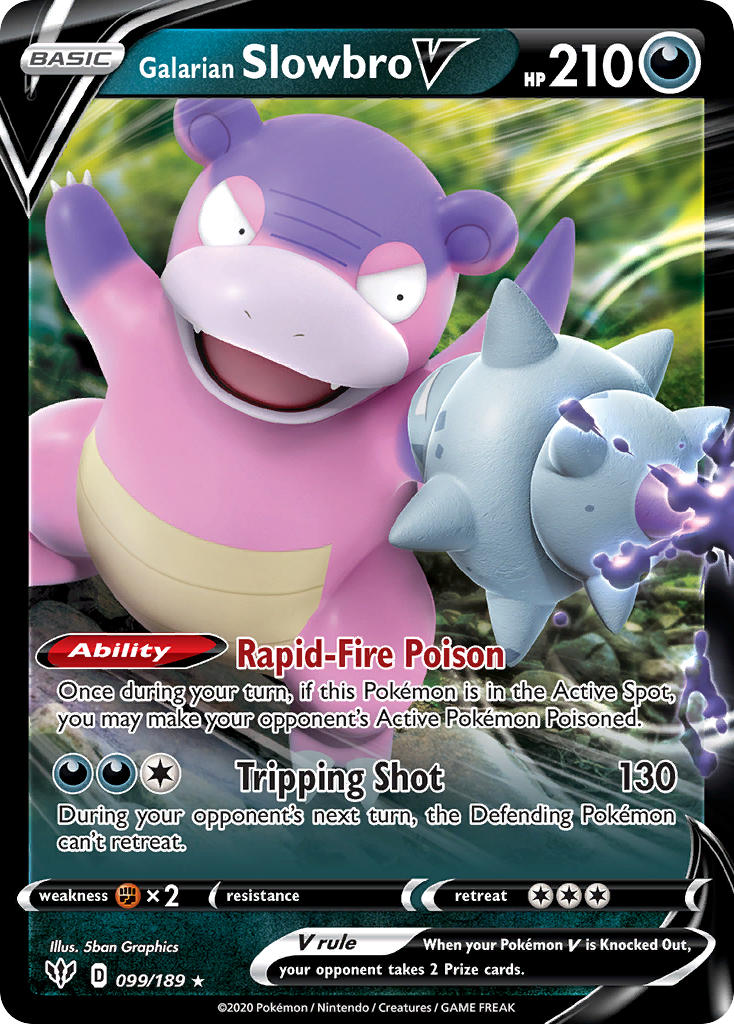 BASIC
Galarian Slowbro V HP 210
Ability Rapid-Fire Poison
Once during your turn, if this Pokémon is in the Active Spot,
you may make your opponent's Active Pokémon Poisoned.
Tripping Shot 130
During your opponent's next turn, the Defending Pokémon
can't retreat.
weakness ×2 resistance retreat
Illus. 5ban Graphics
V rule When your Pokémon V is Knocked Out,
your opponent takes 2 Prize cards.
D 099/189 ★
©2020 Pokémon / Nintendo / Creatures / GAME FREAK